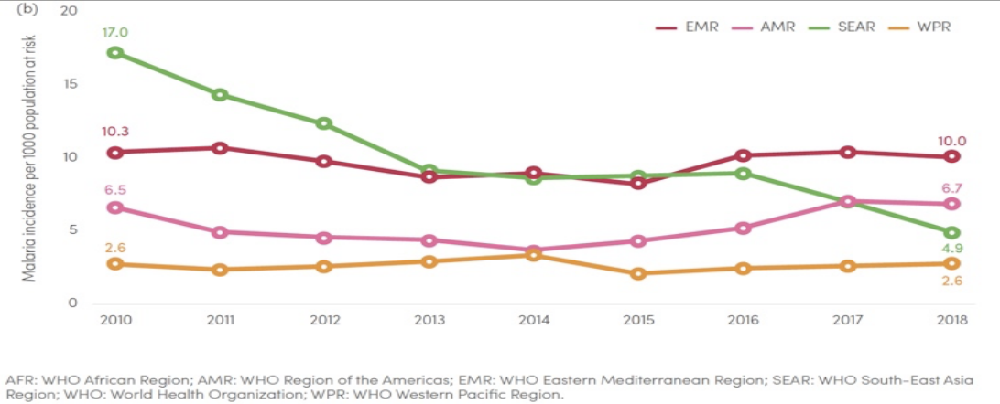 (b)
20
EMR AMR SEAR WPR
17.0
15
10.3
10.0
10
6.5
6.7
5
4.9
2.6
2.6
0
Malaria incidence per 1000 population at risk
2010 2011 2012 2013 2014 2015 2016 2017 2018
AFR: WHO African Region; AMR: WHO Region of the Americas; EMR: WHO Eastern Mediterranean Region; SEAR: WHO South-East Asia
Region; WHO: World Health Organization; WPR: WHO Western Pacific Region.